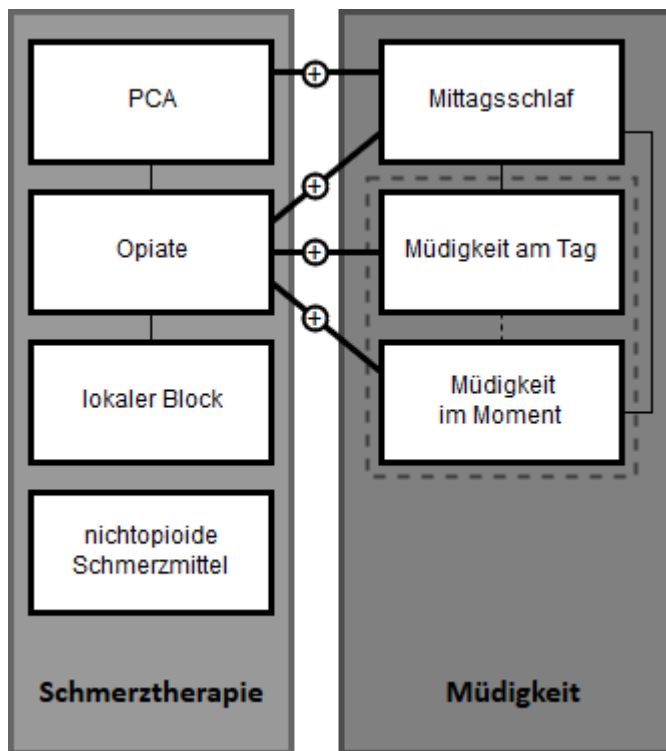 PCA
Opiate
lokaler Block
nichtopioide
Schmerzmittel
Schmerztherapie
+
+
+
+
Mittagsschlaf
Müdigkeit am Tag
Müdigkeit
im Moment
Müdigkeit